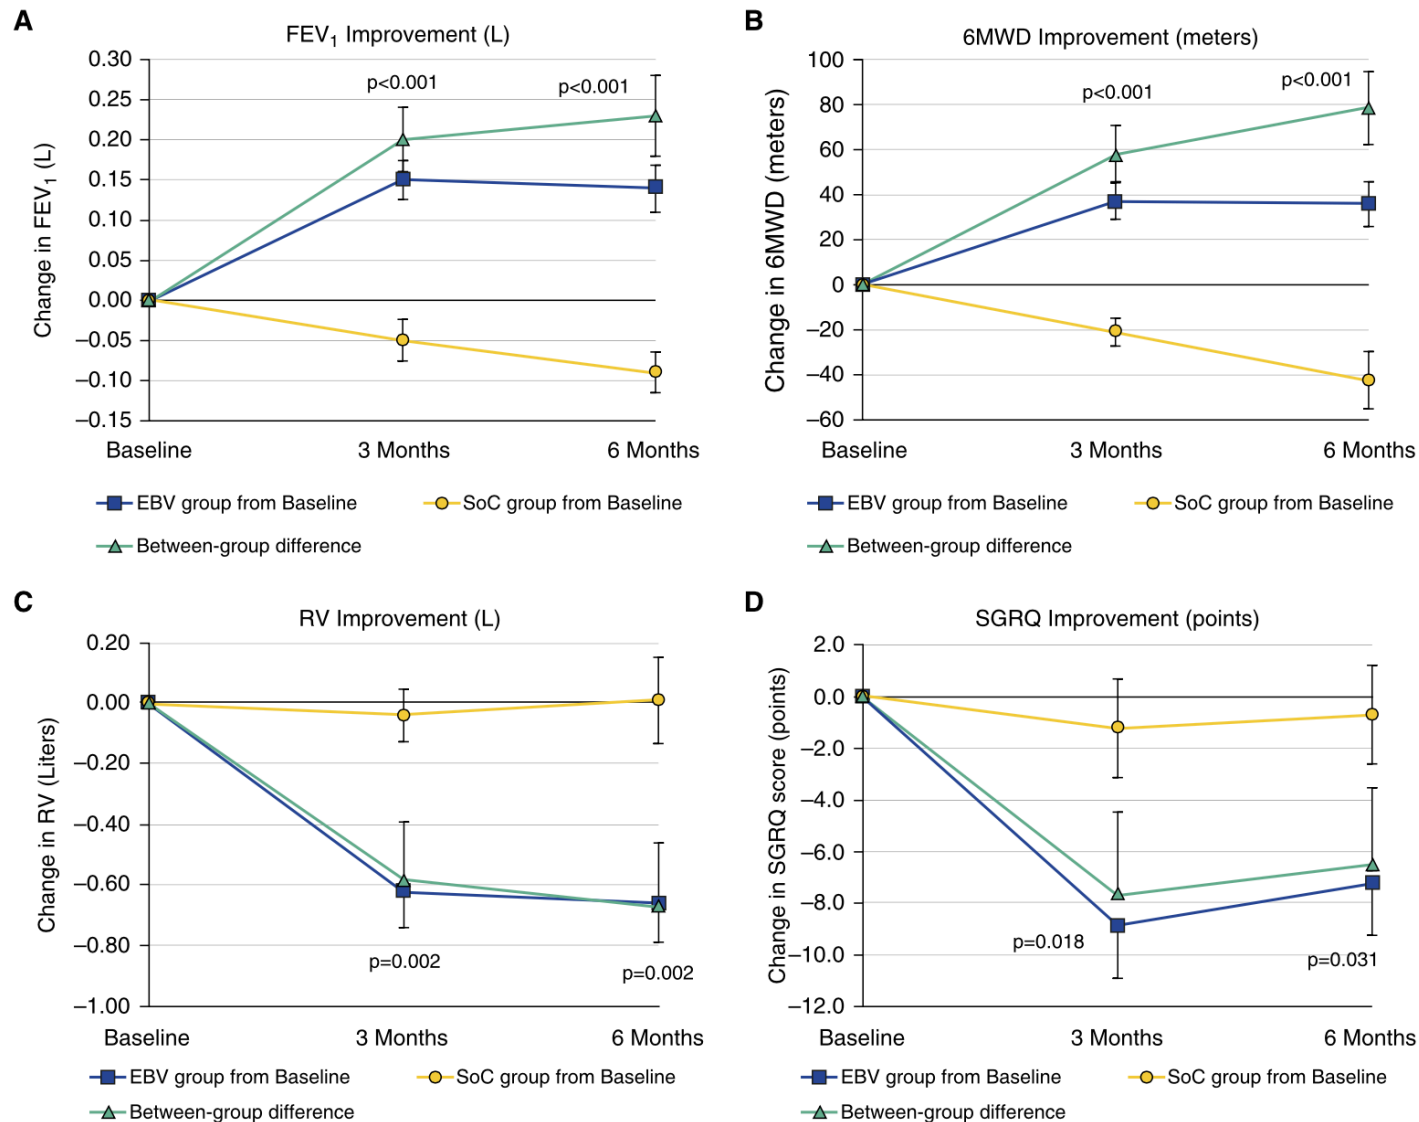 A
FEV1 Improvement (L)
Change in FEV1 (L)
0.30
0.25
0.20
0.15
0.10
0.05
0.00
–0.05
–0.10
–0.15
p<0.001
p<0.001
Baseline
3 Months
6 Months
EBV group from Baseline
SoC group from Baseline
Between-group difference
B
6MWD Improvement (meters)
Change in 6MWD (meters)
100
80
60
40
20
0
–20
–40
–60
p<0.001
p<0.001
Baseline
3 Months
6 Months
EBV group from Baseline
SoC group from Baseline
Between-group difference
C
RV Improvement (L)
Change in RV (Liters)
0.20
0.00
–0.20
–0.40
–0.60
–0.80
–1.00
p=0.002
p=0.002
Baseline
3 Months
6 Months
EBV group from Baseline
SoC group from Baseline
Between-group difference
D
SGRQ Improvement (points)
Change in SGRQ score (points)
2.0
0.0
–2.0
–4.0
–6.0
–8.0
–10.0
–12.0
p=0.018
p=0.031
Baseline
3 Months
6 Months
EBV group from Baseline
SoC group from Baseline
Between-group difference